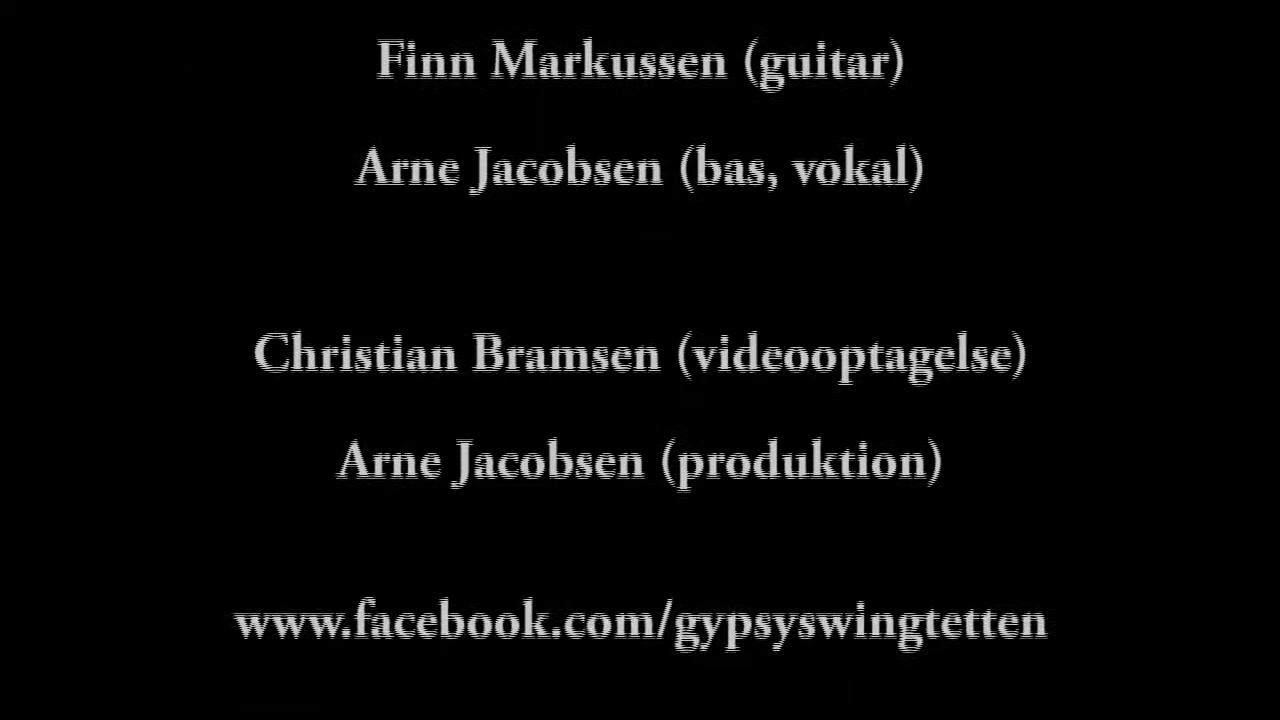 Finn Markussen (guitar)
Arne Jacobsen (bas, vokal)
Christian Bramsen (videooptagelse)
Arne Jacobsen (produktion)
www.facebook.com/gypsyswingtetten